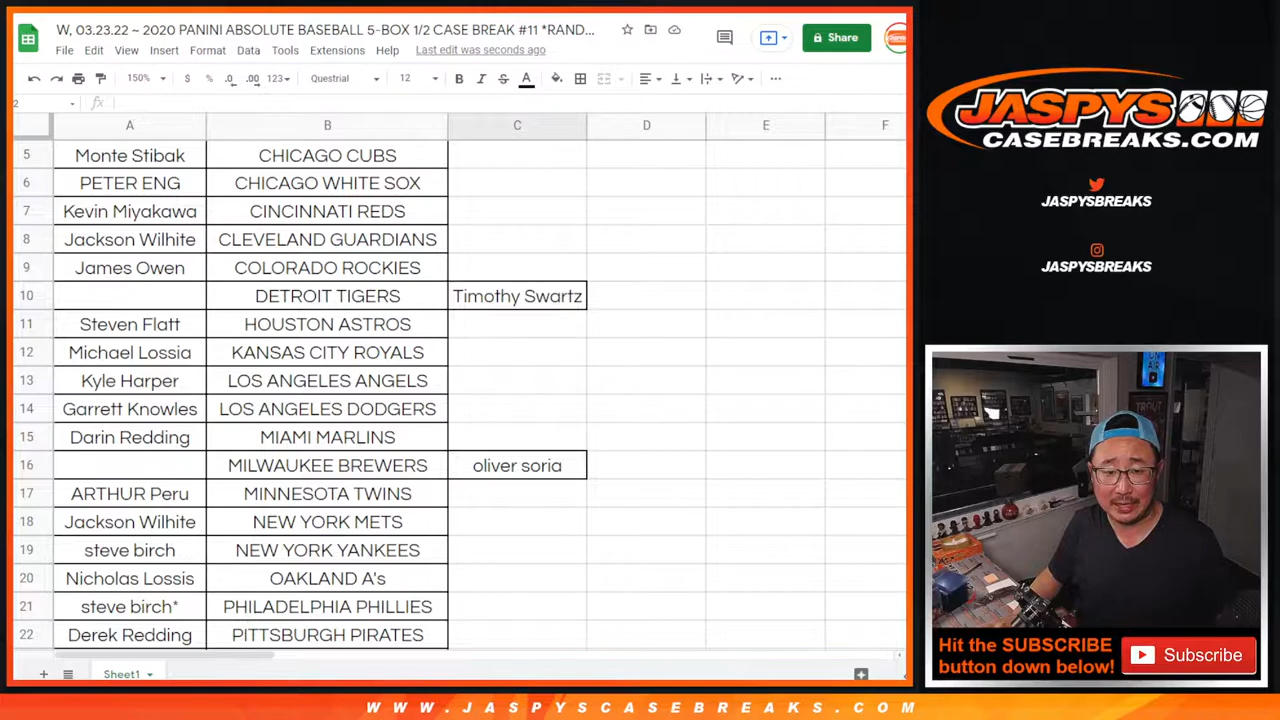 W, 03.23.22 ~ 2020 PANINI ABSOLUTE BASEBALL 5-BOX 1/2 CASE BREAK #11 *RAND...
File Edit View Insert Format Data Tools Extensions Help Last edit was seconds ago
Share
150% $ % .0 .00 123 Questrial 12 B I S A
2 fx
A B C D E F
5 Monte Stibak CHICAGO CUBS
6 PETER ENG CHICAGO WHITE SOX
7 Kevin Miyakawa CINCINNATI REDS
8 Jackson Wilhite CLEVELAND GUARDIANS
9 James Owen COLORADO ROCKIES
10 DETROIT TIGERS Timothy Swartz
11 Steven Flatt HOUSTON ASTROS
12 Michael Lossia KANSAS CITY ROYALS
13 Kyle Harper LOS ANGELES ANGELS
14 Garrett Knowles LOS ANGELES DODGERS
15 Darin Redding MIAMI MARLINS
16 MILWAUKEE BREWERS oliver soria
17 ARTHUR Peru MINNESOTA TWINS
18 Jackson Wilhite NEW YORK METS
19 steve birch NEW YORK YANKEES
20 Nicholas Lossis OAKLAND A's
21 steve birch* PHILADELPHIA PHILLIES
22 Derek Redding PITTSBURGH PIRATES
Sheet1
JASPYS
CASEBREAKS.COM
JASPYSBREAKS
JASPYSBREAKS
ON AIR
TROUT
Hit the SUBSCRIBE
button down below!
Subscribe
WWW.JASPYSCASEBREAKS.COM